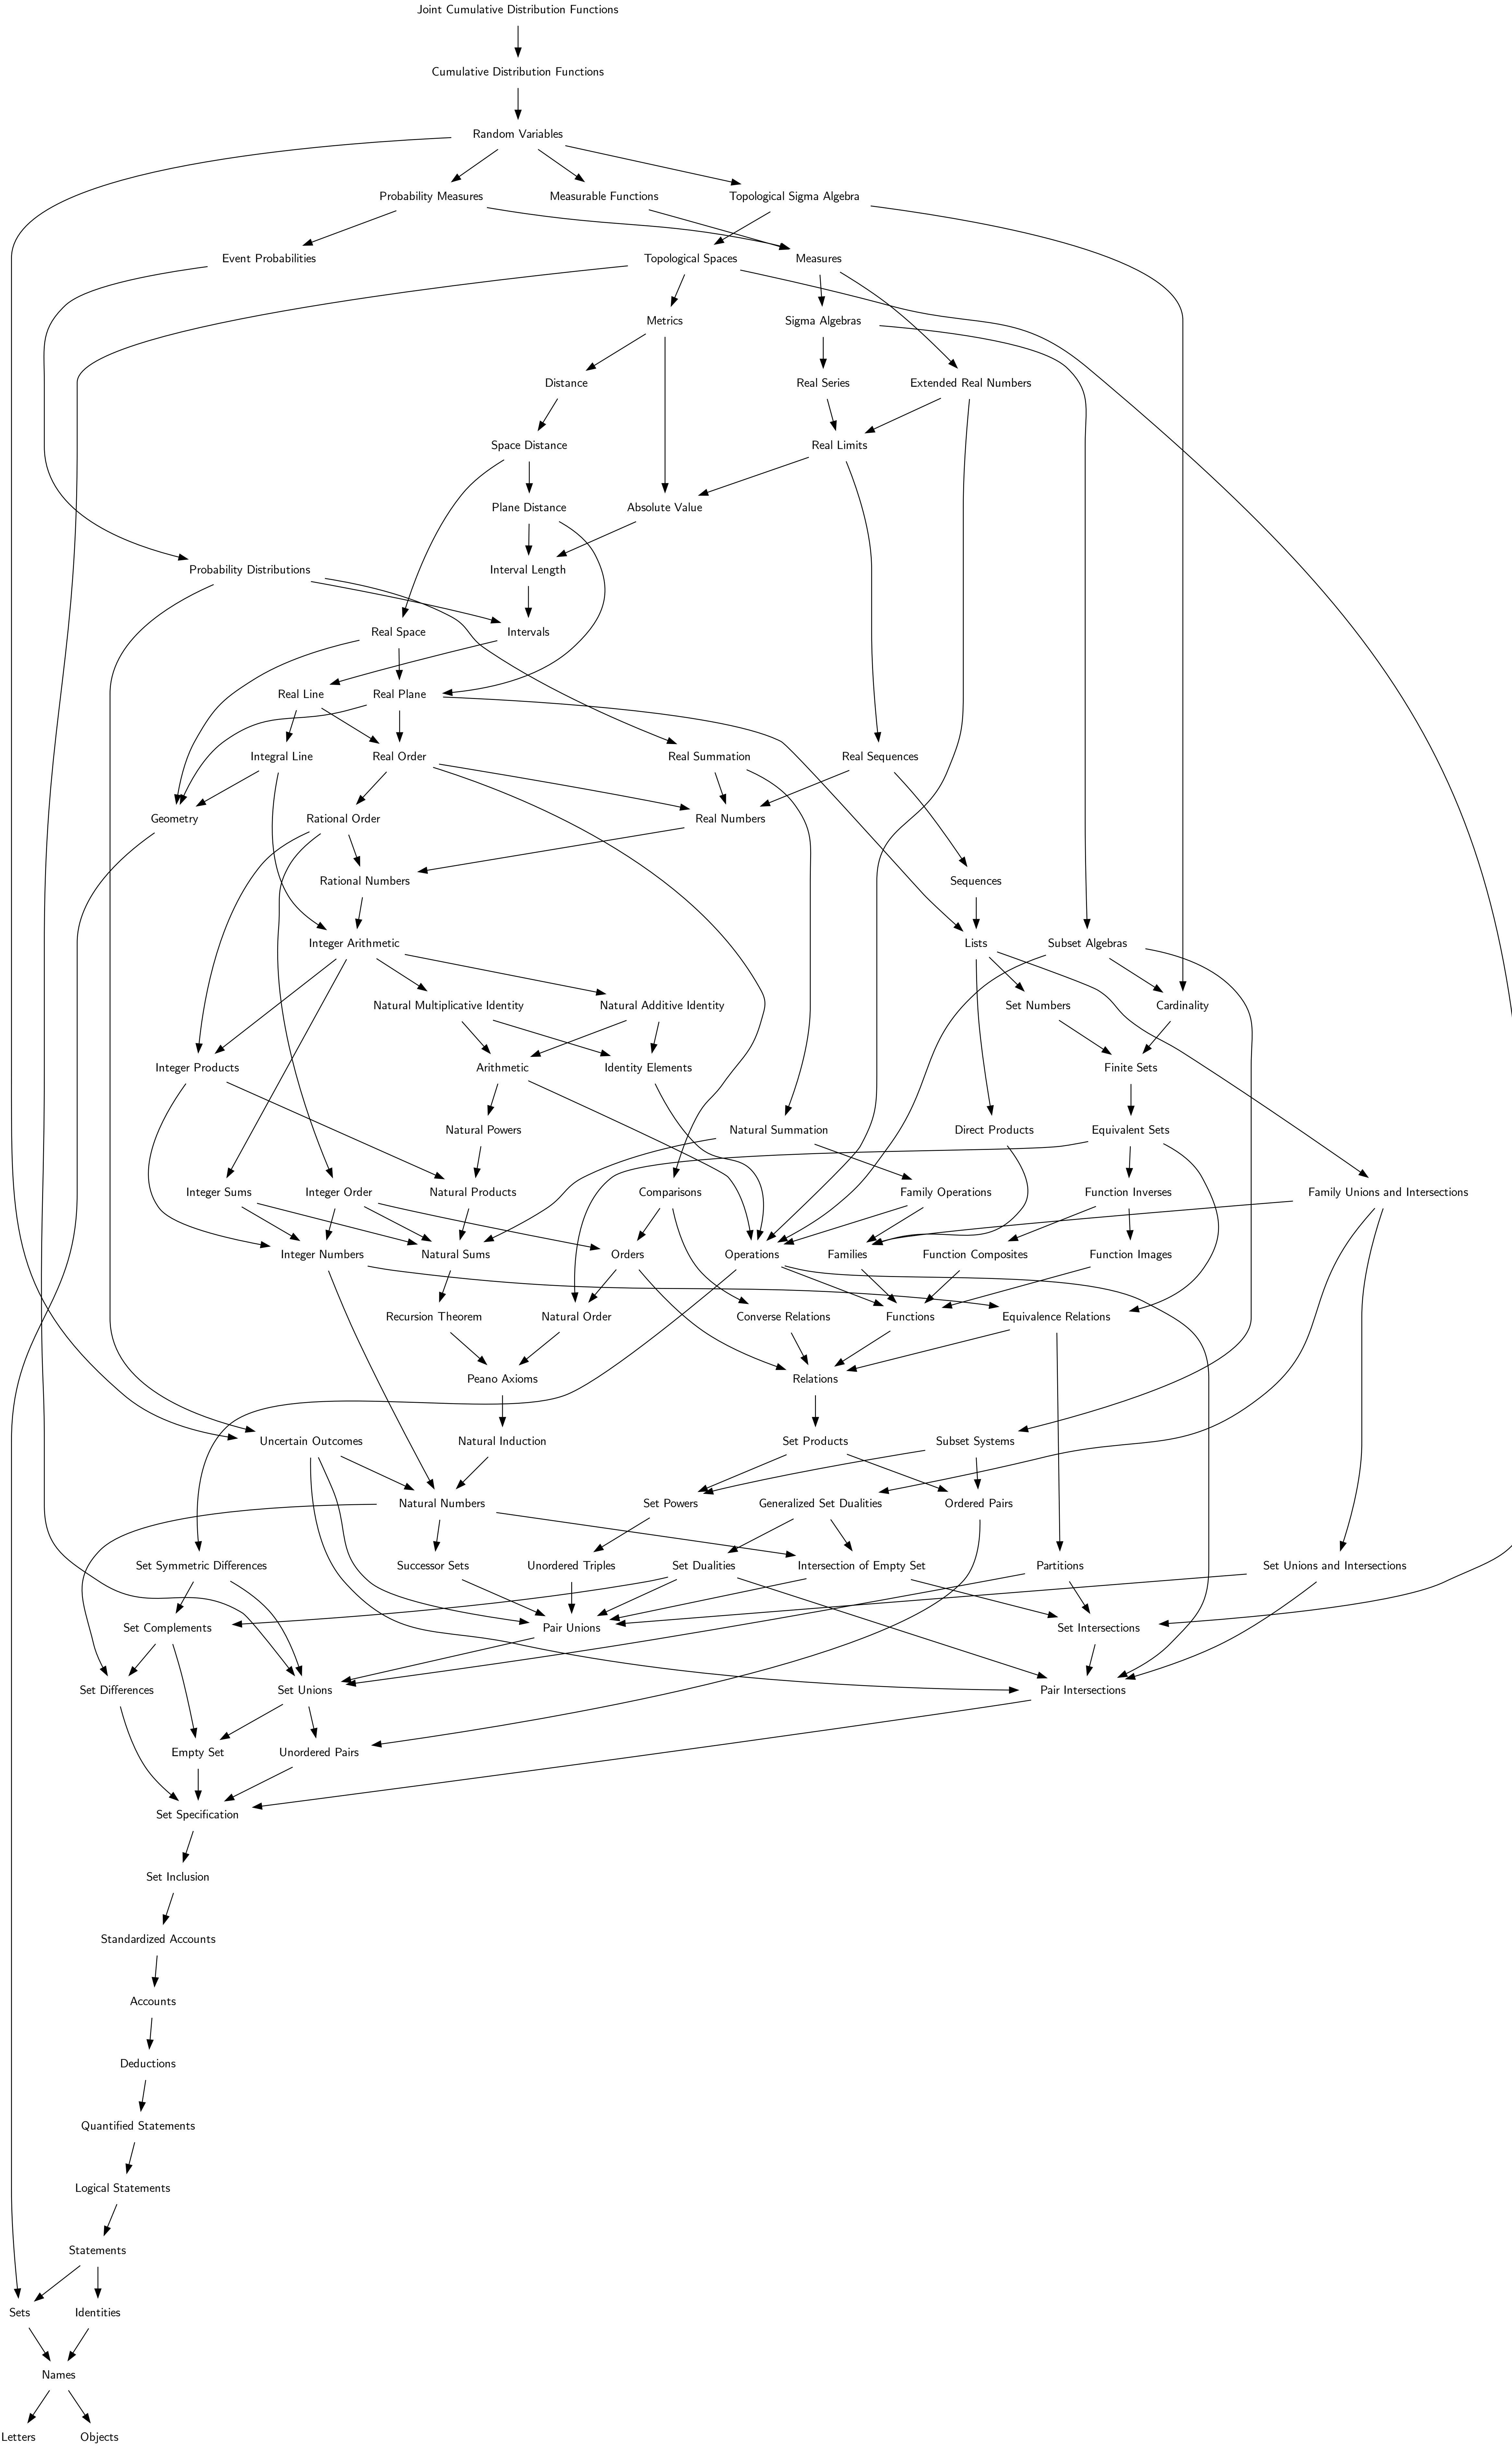 Joint Cumulative Distribution Functions
Cumulative Distribution Functions
Random Variables
Probability Measures
Measurable Functions
Topological Sigma Algebra
Event Probabilities
Topological Spaces
Measures
Metrics
Sigma Algebras
Distance
Real Series
Extended Real Numbers
Space Distance
Real Limits
Plane Distance
Absolute Value
Probability Distributions
Interval Length
Real Space
Intervals
Real Line
Real Plane
Integral Line
Real Order
Real Summation
Real Sequences
Geometry
Rational Order
Real Numbers
Rational Numbers
Sequences
Integer Arithmetic
Lists
Subset Algebras
Natural Multiplicative Identity
Natural Additive Identity
Set Numbers
Cardinality
Integer Products
Arithmetic
Identity Elements
Finite Sets
Natural Powers
Natural Summation
Direct Products
Equivalent Sets
Integer Sums
Integer Order
Natural Products
Comparisons
Family Operations
Function Inverses
Family Unions and Intersections
Integer Numbers
Natural Sums
Orders
Operations
Families
Function Composites
Function Images
Recursion Theorem
Natural Order
Converse Relations
Functions
Equivalence Relations
Peano Axioms
Relations
Uncertain Outcomes
Natural Induction
Set Products
Subset Systems
Natural Numbers
Set Powers
Generalized Set Dualities
Ordered Pairs
Set Symmetric Differences
Successor Sets
Unordered Triples
Set Dualities
Intersection of Empty Set
Partitions
Set Unions and Intersections
Set Complements
Pair Unions
Set Intersections
Set Differences
Set Unions
Pair Intersections
Empty Set
Unordered Pairs
Set Specification
Set Inclusion
Standardized Accounts
Accounts
Deductions
Quantified Statements
Logical Statements
Statements
Sets
Identities
Names
Letters
Objects